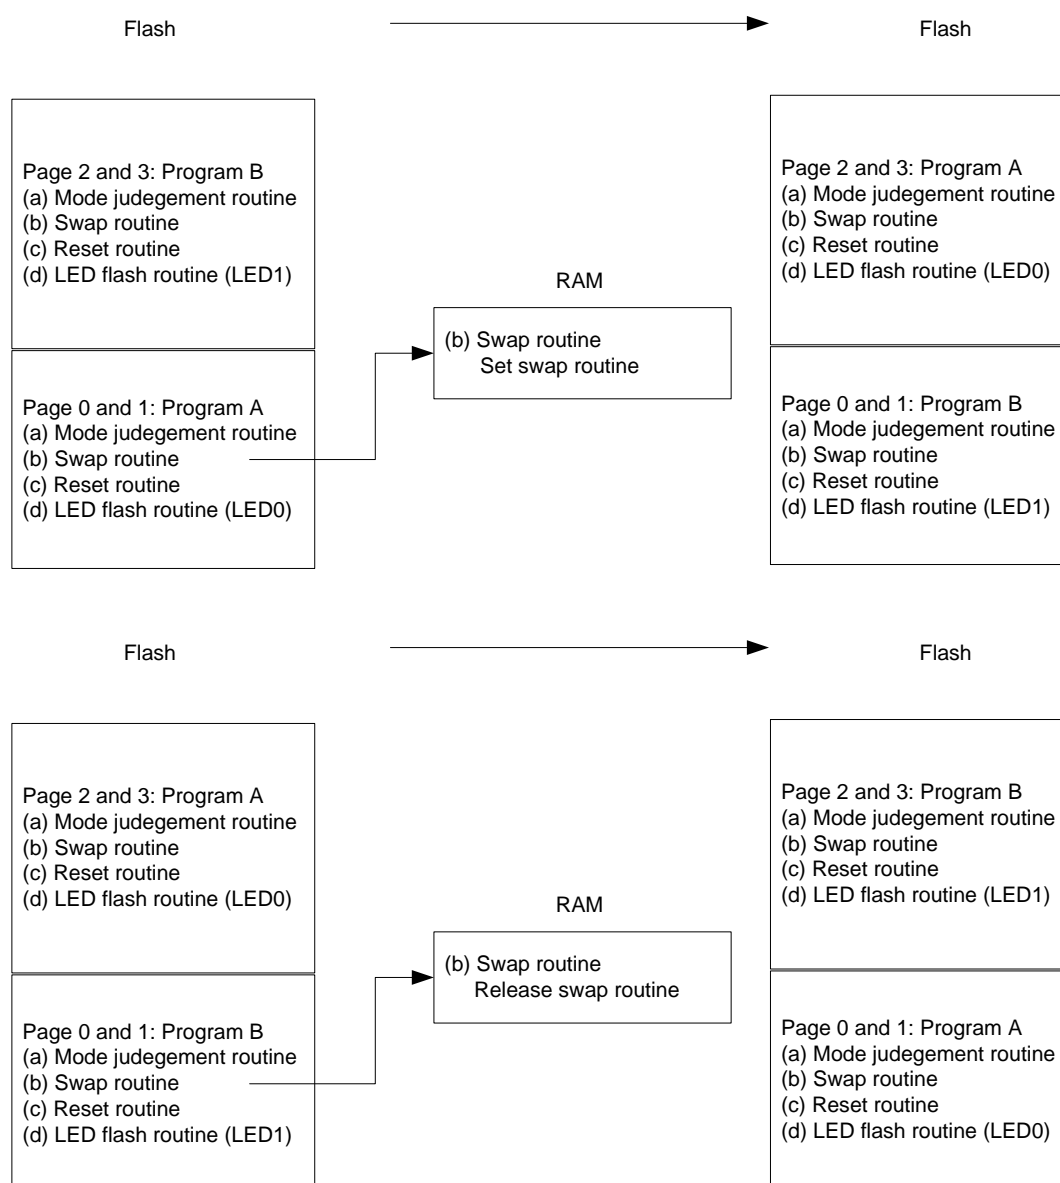 Flash
Flash
Page 2 and 3: Program B
(a) Mode judegement routine
(b) Swap routine
(c) Reset routine
(d) LED flash routine (LED1)
Page 0 and 1: Program A
(a) Mode judegement routine
(b) Swap routine
(c) Reset routine
(d) LED flash routine (LED0)
RAM
(b) Swap routine
Set swap routine
Page 2 and 3: Program A
(a) Mode judegement routine
(b) Swap routine
(c) Reset routine
(d) LED flash routine (LED0)
Page 0 and 1: Program B
(a) Mode judegement routine
(b) Swap routine
(c) Reset routine
(d) LED flash routine (LED1)
Flash
Flash
Page 2 and 3: Program A
(a) Mode judegement routine
(b) Swap routine
(c) Reset routine
(d) LED flash routine (LED0)
Page 0 and 1: Program B
(a) Mode judegement routine
(b) Swap routine
(c) Reset routine
(d) LED flash routine (LED1)
RAM
(b) Swap routine
Release swap routine
Page 2 and 3: Program B
(a) Mode judegement routine
(b) Swap routine
(c) Reset routine
(d) LED flash routine (LED1)
Page 0 and 1: Program A
(a) Mode judegement routine
(b) Swap routine
(c) Reset routine
(d) LED flash routine (LED0)